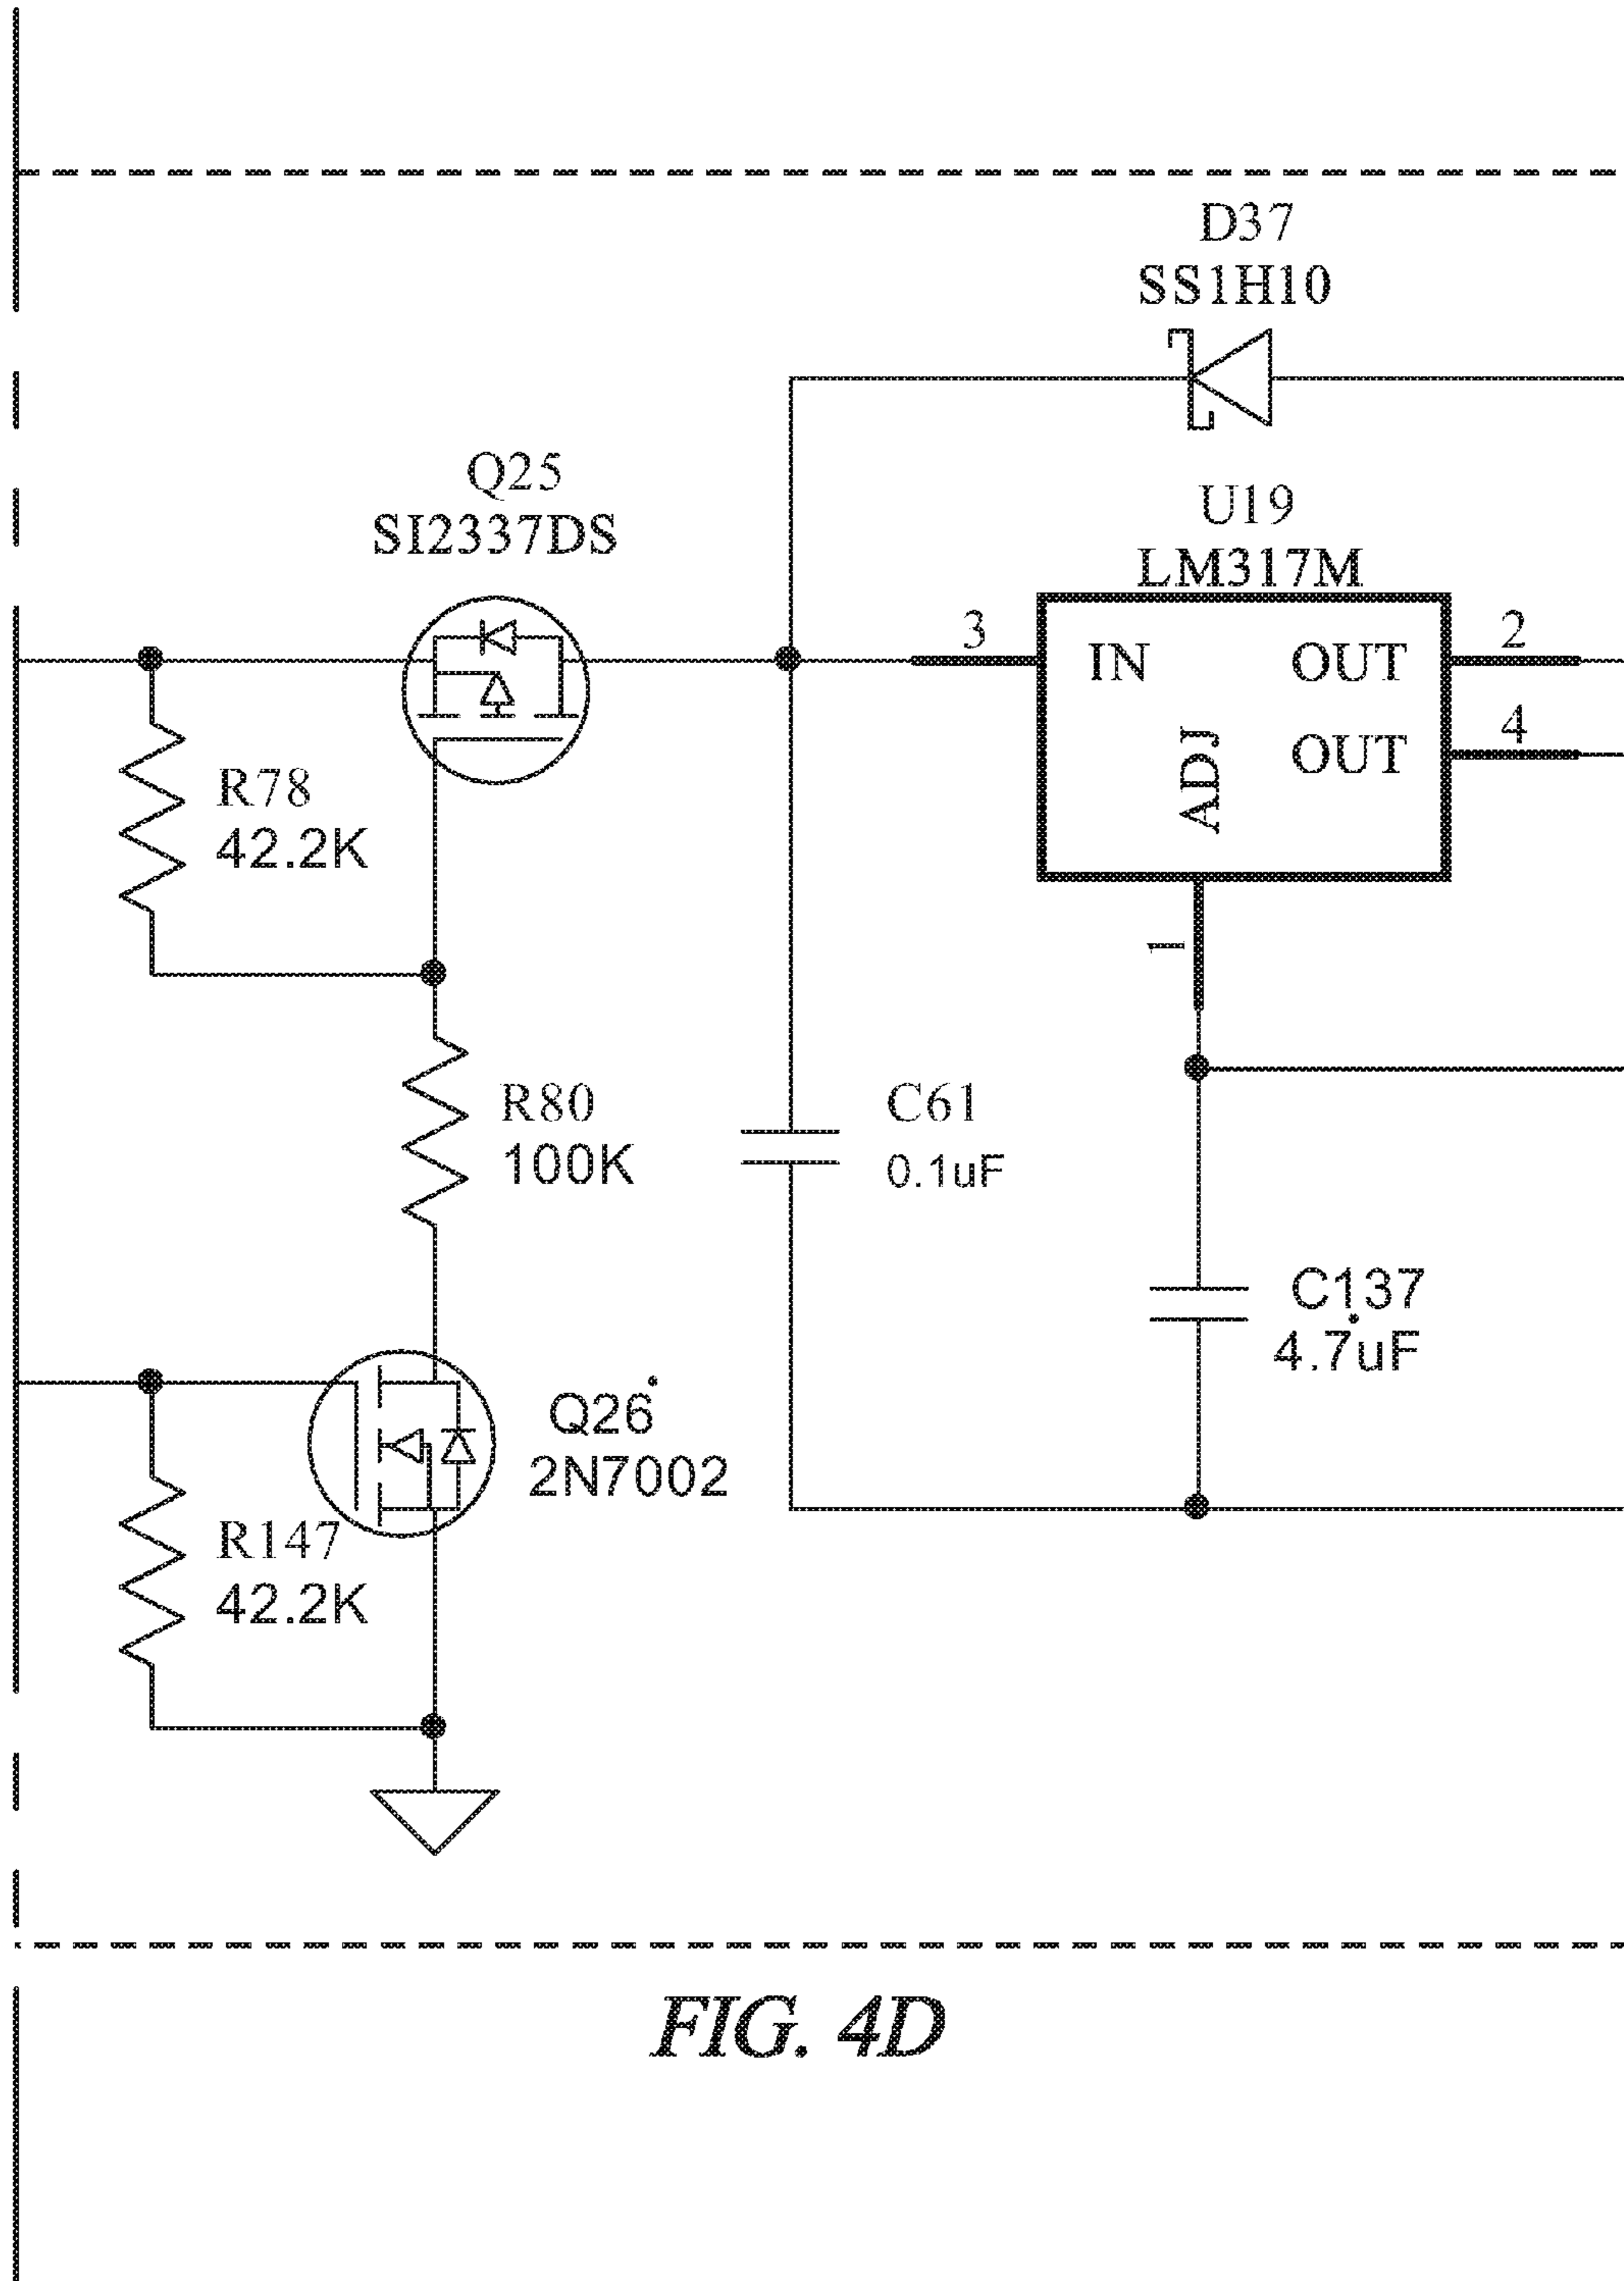 D37
SS1H10
Q25
SI2337DS
U19
LM317M
3
IN
OUT
2
OUT
4
ADJ
1
R78
42.2K
R80
100K
C61
0.1uF
C137
4.7uF
Q26
2N7002
R147
42.2K
FIG. 4D